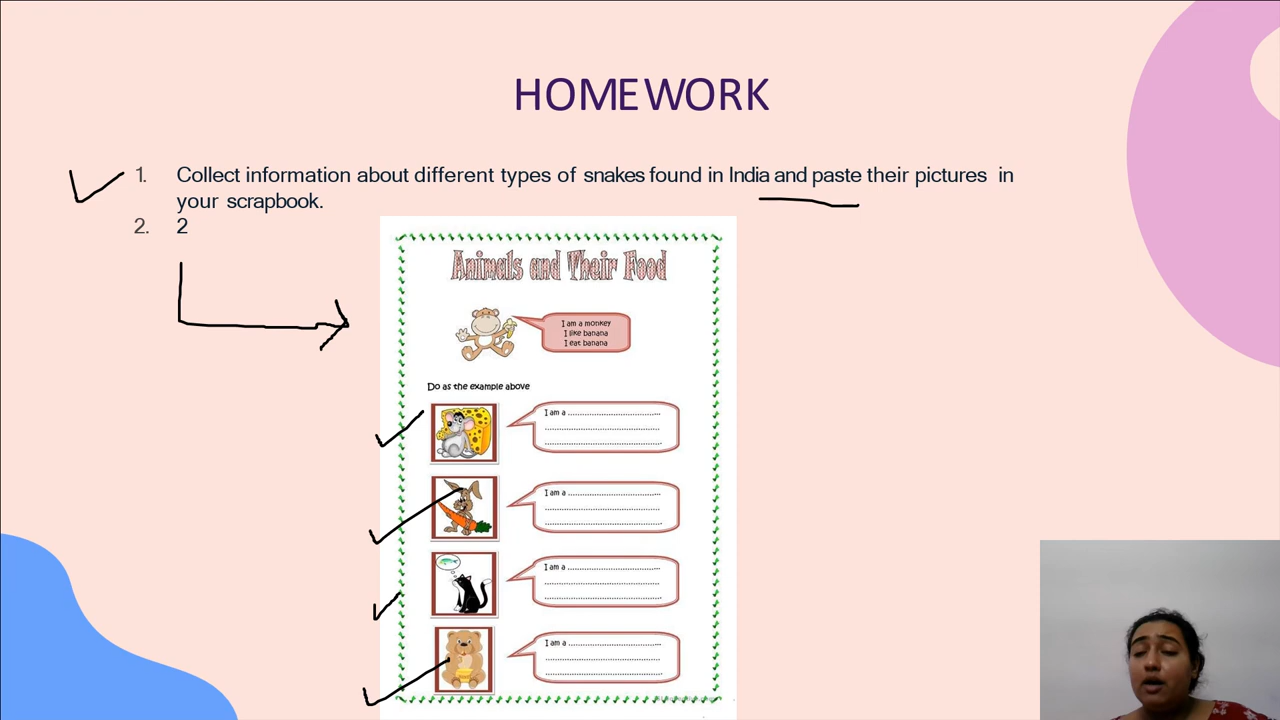 HOMEWORK
1. Collect information about different types of snakes found in India and paste their pictures in
your scrapbook.
2. 2
Animals and Their Food
I am a monkey
I like banana
I eat banana
Do as the example above
I am a ......................................
......................................
......................................
I am a ......................................
......................................
......................................
I am a ......................................
......................................
......................................
I am a ......................................
......................................
......................................